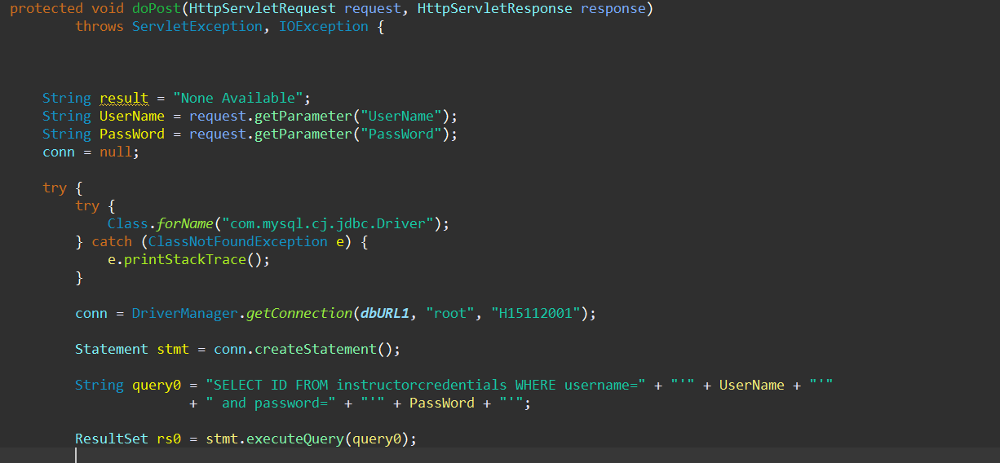 protected void doPost(HttpServletRequest request, HttpServletResponse response)
throws ServletException, IOException {
String result = "None Available";
String UserName = request.getParameter("UserName");
String PassWord = request.getParameter("PassWord");
conn = null;
try {
try {
Class.forName("com.mysql.cj.jdbc.Driver");
} catch (ClassNotFoundException e) {
e.printStackTrace();
}
conn = DriverManager.getConnection(dbURL1, "root", "H15112001");
Statement stmt = conn.createStatement();
String query0 = "SELECT ID FROM instructorcredentials WHERE username=" + "'" + UserName + "'"
+ " and password=" + "'" + PassWord + "'";
ResultSet rs0 = stmt.executeQuery(query0);